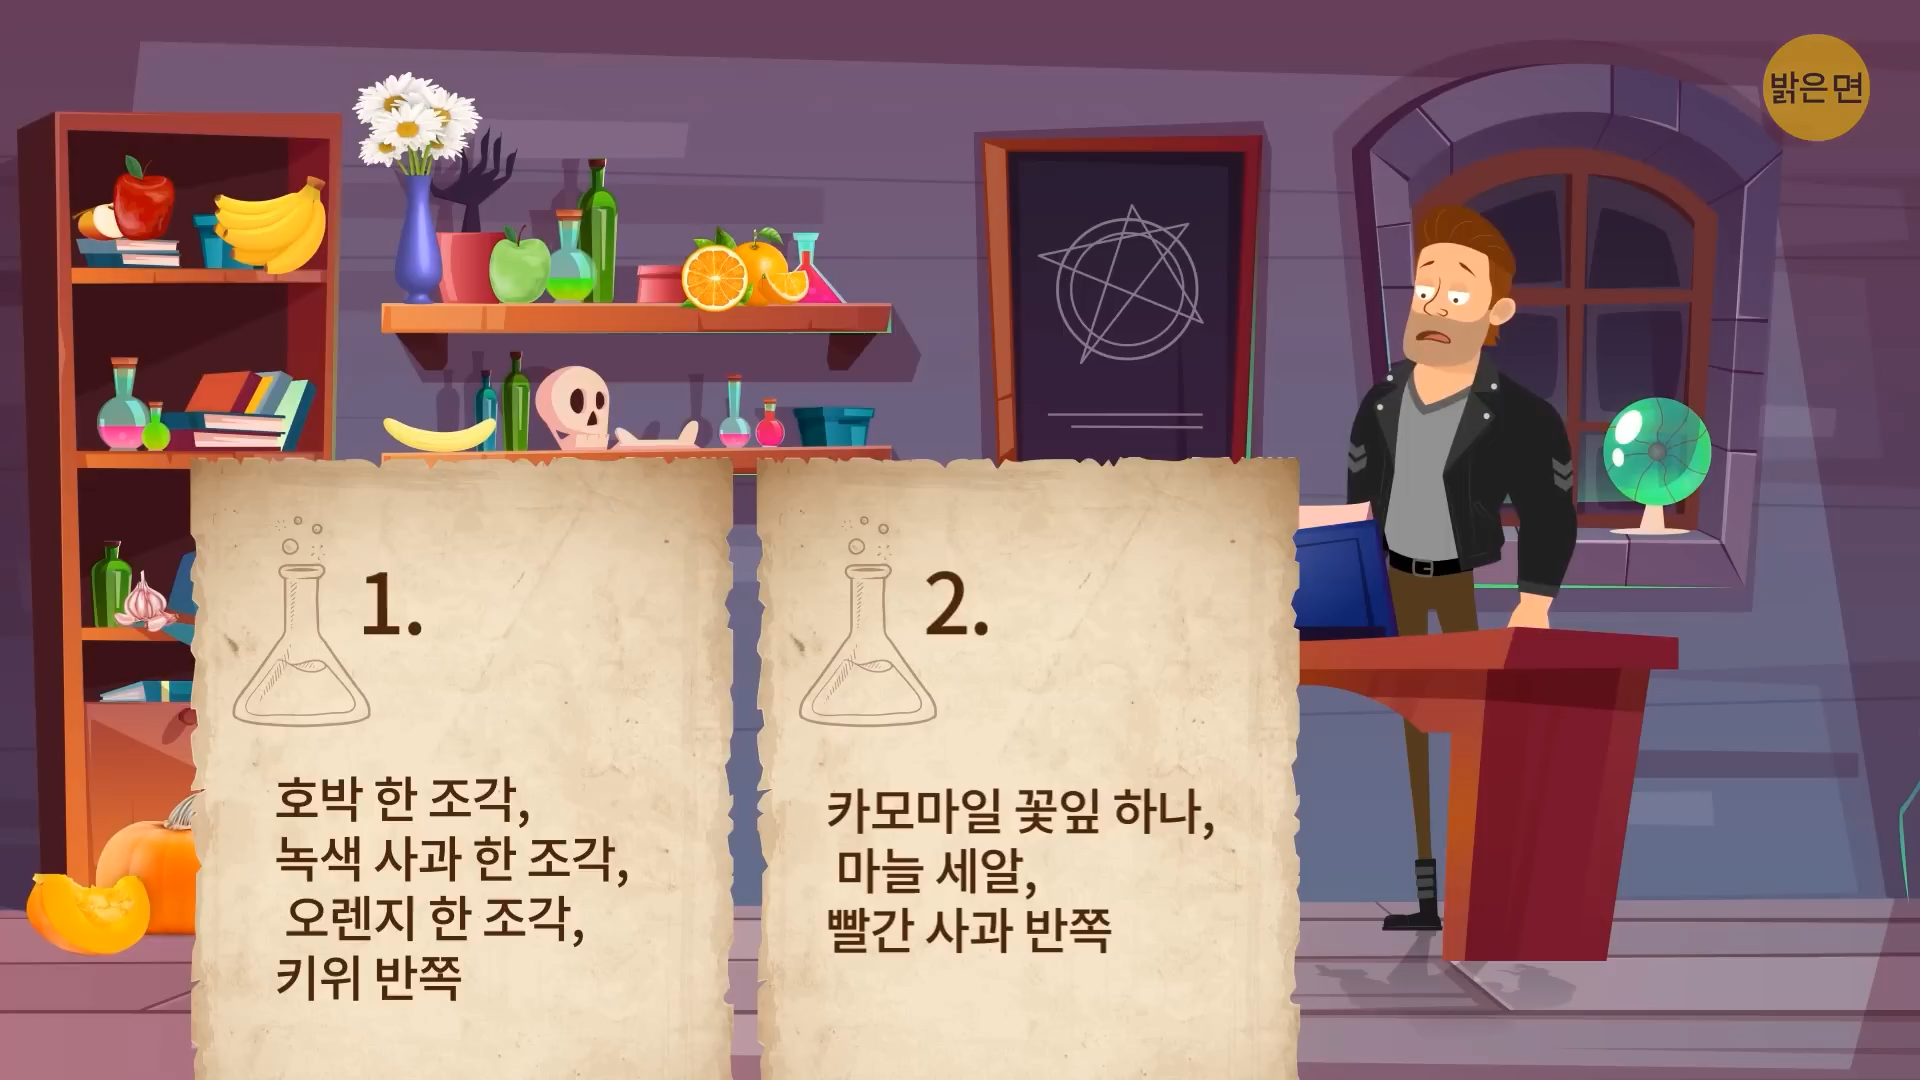 밝은면
1.
호박 한 조각,
녹색 사과 한 조각,
오렌지 한 조각,
키위 반쪽
2.
카모마일 꽃잎 하나,
마늘 세알,
빨간 사과 반쪽